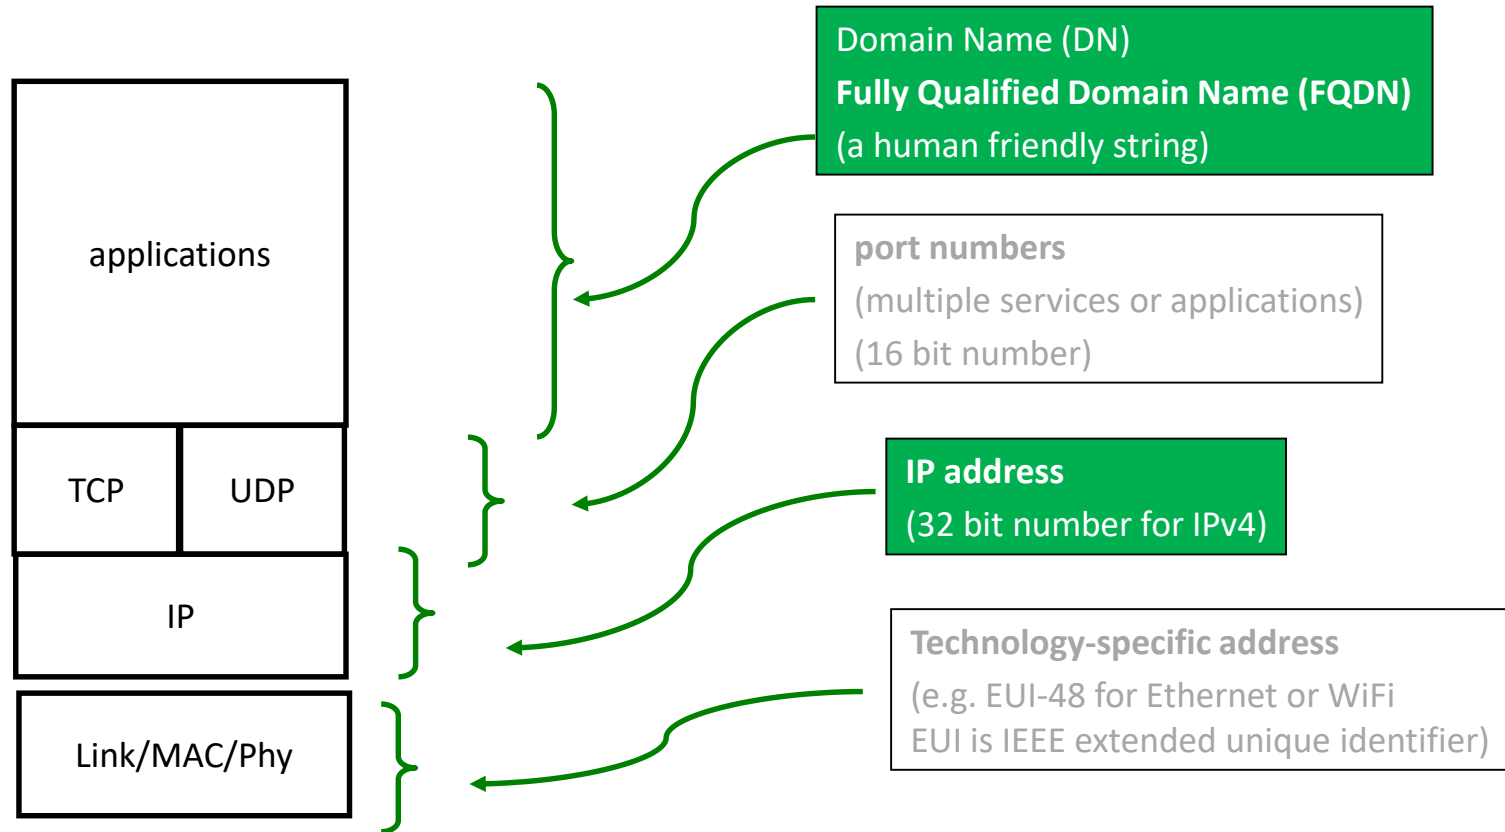 Domain Name (DN)
Fully Qualified Domain Name (FQDN)
(a human friendly string)
applications
port numbers
(multiple services or applications)
(16 bit number)
TCP
UDP
IP address
(32 bit number for IPv4)
IP
Technology-specific address
(e.g. EUI-48 for Ethernet or WiFi
EUI is IEEE extended unique identifier)
Link/MAC/Phy